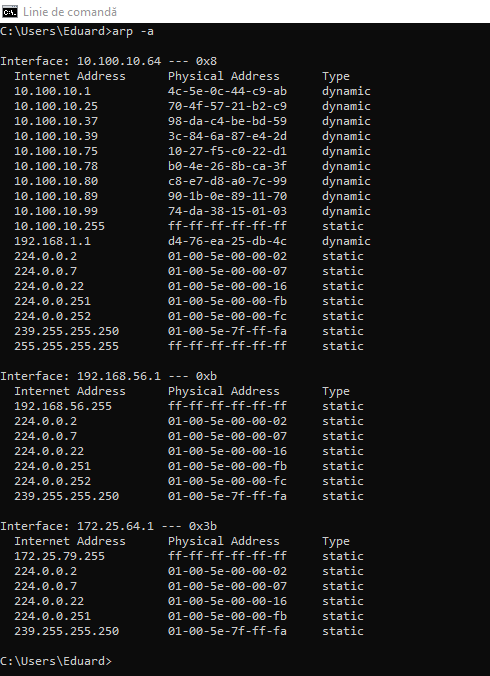 Linie de comandă
C:\Users\Eduard>arp -a
Interface: 10.100.10.64 --- 0x8
Internet Address Physical Address Type
10.100.10.1 4c-5e-0c-44-c9-ab dynamic
10.100.10.25 70-4f-57-21-b2-c9 dynamic
10.100.10.37 98-da-c4-be-bd-59 dynamic
10.100.10.39 3c-84-6a-87-e4-2d dynamic
10.100.10.75 10-27-f5-c0-22-d1 dynamic
10.100.10.78 b0-4e-26-8b-ca-3f dynamic
10.100.10.80 c8-e7-d8-a0-7c-99 dynamic
10.100.10.89 90-1b-0e-89-11-70 dynamic
10.100.10.99 74-da-38-15-01-03 dynamic
10.100.10.255 ff-ff-ff-ff-ff-ff static
192.168.1.1 d4-76-ea-25-db-4c dynamic
224.0.0.2 01-00-5e-00-00-02 static
224.0.0.7 01-00-5e-00-00-07 static
224.0.0.22 01-00-5e-00-00-16 static
224.0.0.251 01-00-5e-00-00-fb static
224.0.0.252 01-00-5e-00-00-fc static
239.255.255.250 01-00-5e-7f-ff-fa static
255.255.255.255 ff-ff-ff-ff-ff-ff static
Interface: 192.168.56.1 --- 0xb
Internet Address Physical Address Type
192.168.56.255 ff-ff-ff-ff-ff-ff static
224.0.0.2 01-00-5e-00-00-02 static
224.0.0.7 01-00-5e-00-00-07 static
224.0.0.22 01-00-5e-00-00-16 static
224.0.0.251 01-00-5e-00-00-fb static
224.0.0.252 01-00-5e-00-00-fc static
239.255.255.250 01-00-5e-7f-ff-fa static
Interface: 172.25.64.1 --- 0x3b
Internet Address Physical Address Type
172.25.79.255 ff-ff-ff-ff-ff-ff static
224.0.0.2 01-00-5e-00-00-02 static
224.0.0.7 01-00-5e-00-00-07 static
224.0.0.22 01-00-5e-00-00-16 static
224.0.0.251 01-00-5e-00-00-fb static
239.255.255.250 01-00-5e-7f-ff-fa static
C:\Users\Eduard>